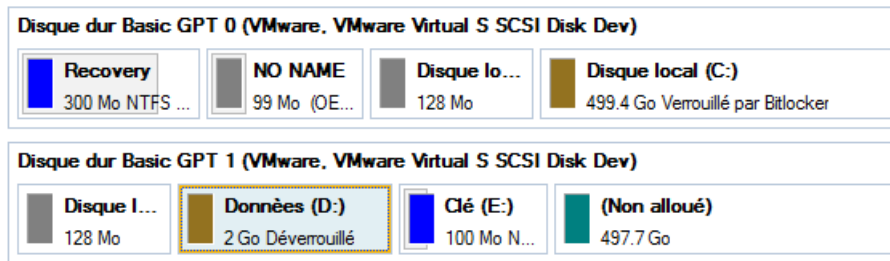 Disque dur Basic GPT 0 (VMware, VMware Virtual S SCSI Disk Dev)
Recovery
300 Mo NTFS ...
NO NAME
99 Mo (OE...
Disque lo...
128 Mo
Disque local (C:)
499.4 Go Verrouillé par Bitlocker
Disque dur Basic GPT 1 (VMware, VMware Virtual S SCSI Disk Dev)
Disque l...
128 Mo
Donnèes (D:)
2 Go Déverrouillé
Clé (E:)
100 Mo N...
(Non alloué)
497.7 Go